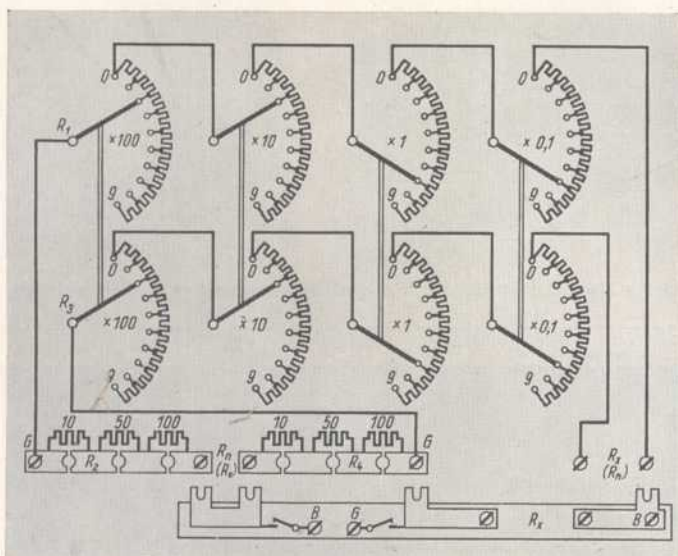 0 0 0 0
R1 ×100 ×10 ×1 ×0,1
9 9 9 9
0 0 0 0
R3 ×100 ×10 ×1 ×0,1
9 9 9 9
10 50 100 10 50 100
G R2 Rn R4 G Rx
(Rn)
B G Rx B